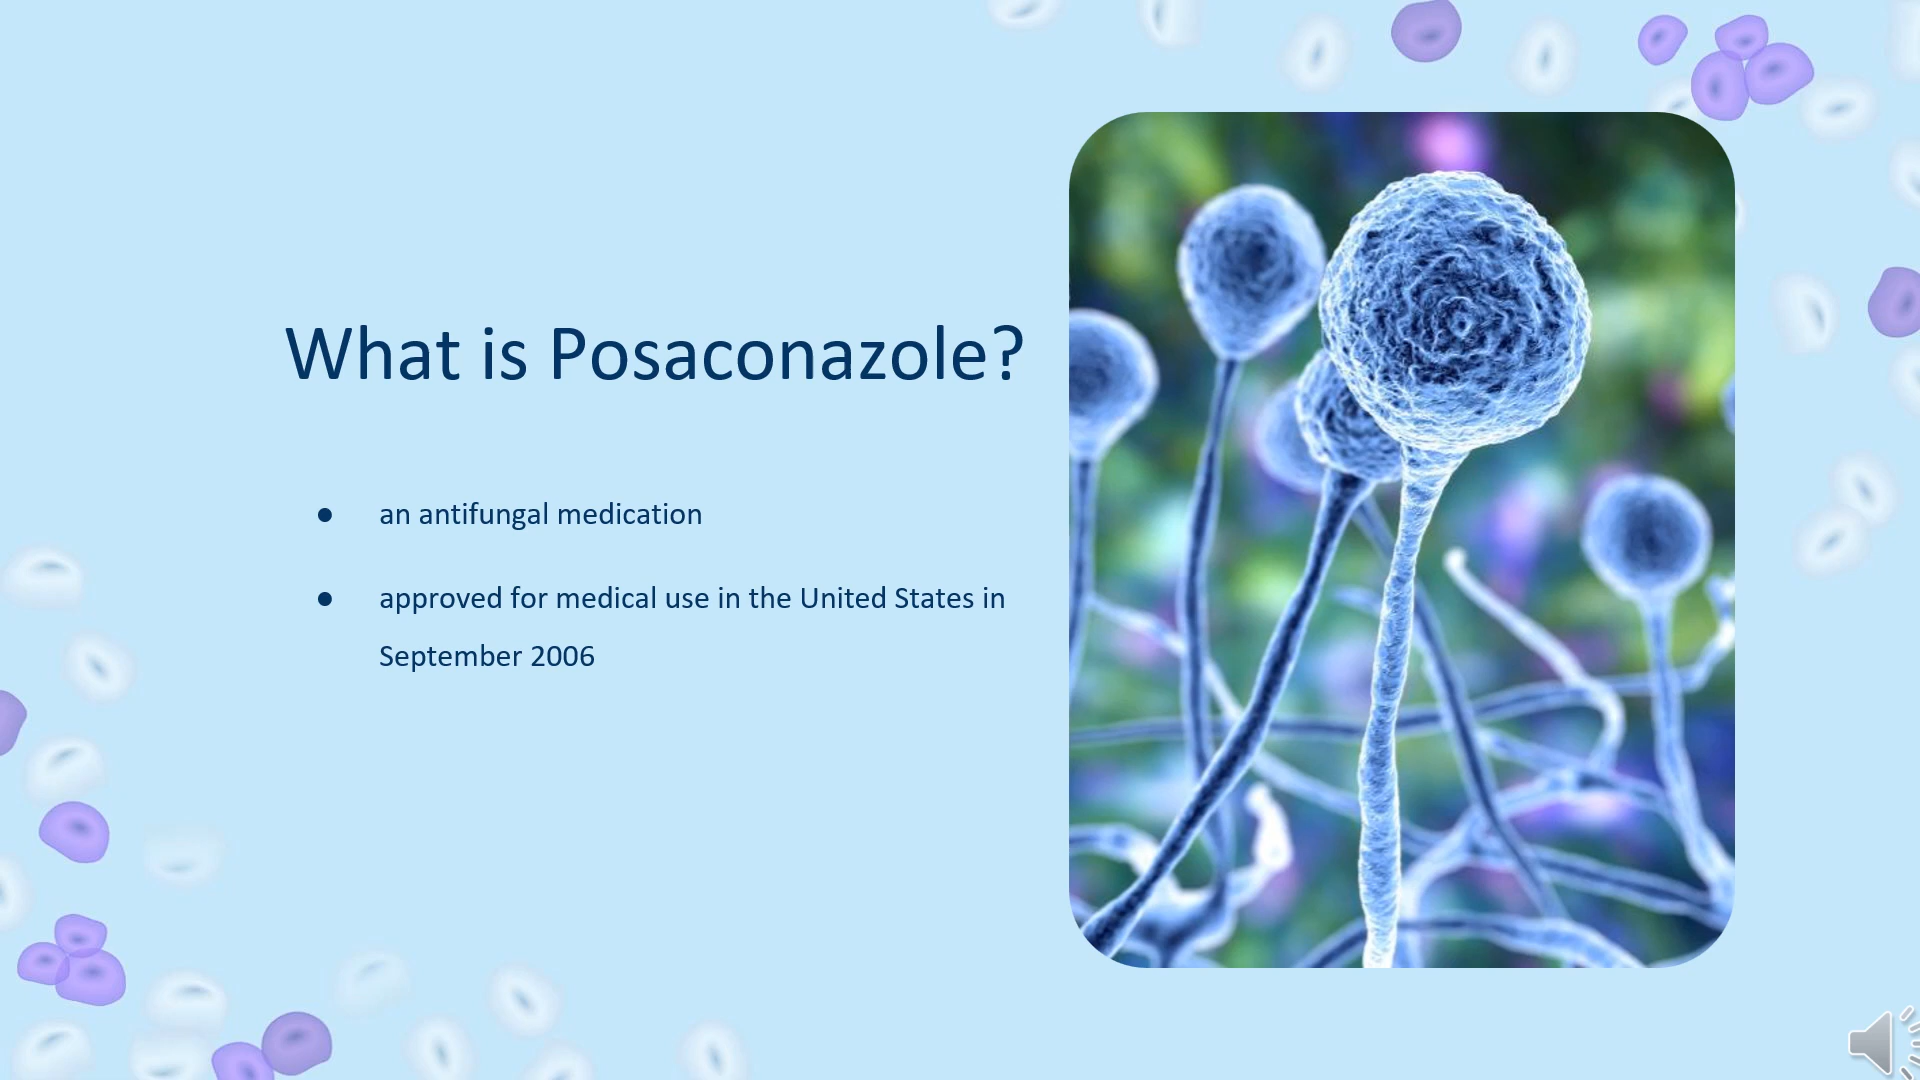 What is Posaconazole?
● an antifungal medication
● approved for medical use in the United States in
September 2006